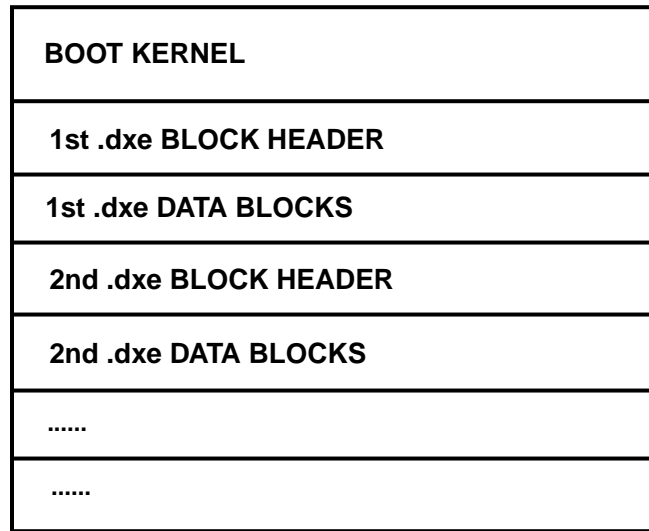 BOOT KERNEL
1st .dxe BLOCK HEADER
1st .dxe DATA BLOCKS
2nd .dxe BLOCK HEADER
2nd .dxe DATA BLOCKS
......
......